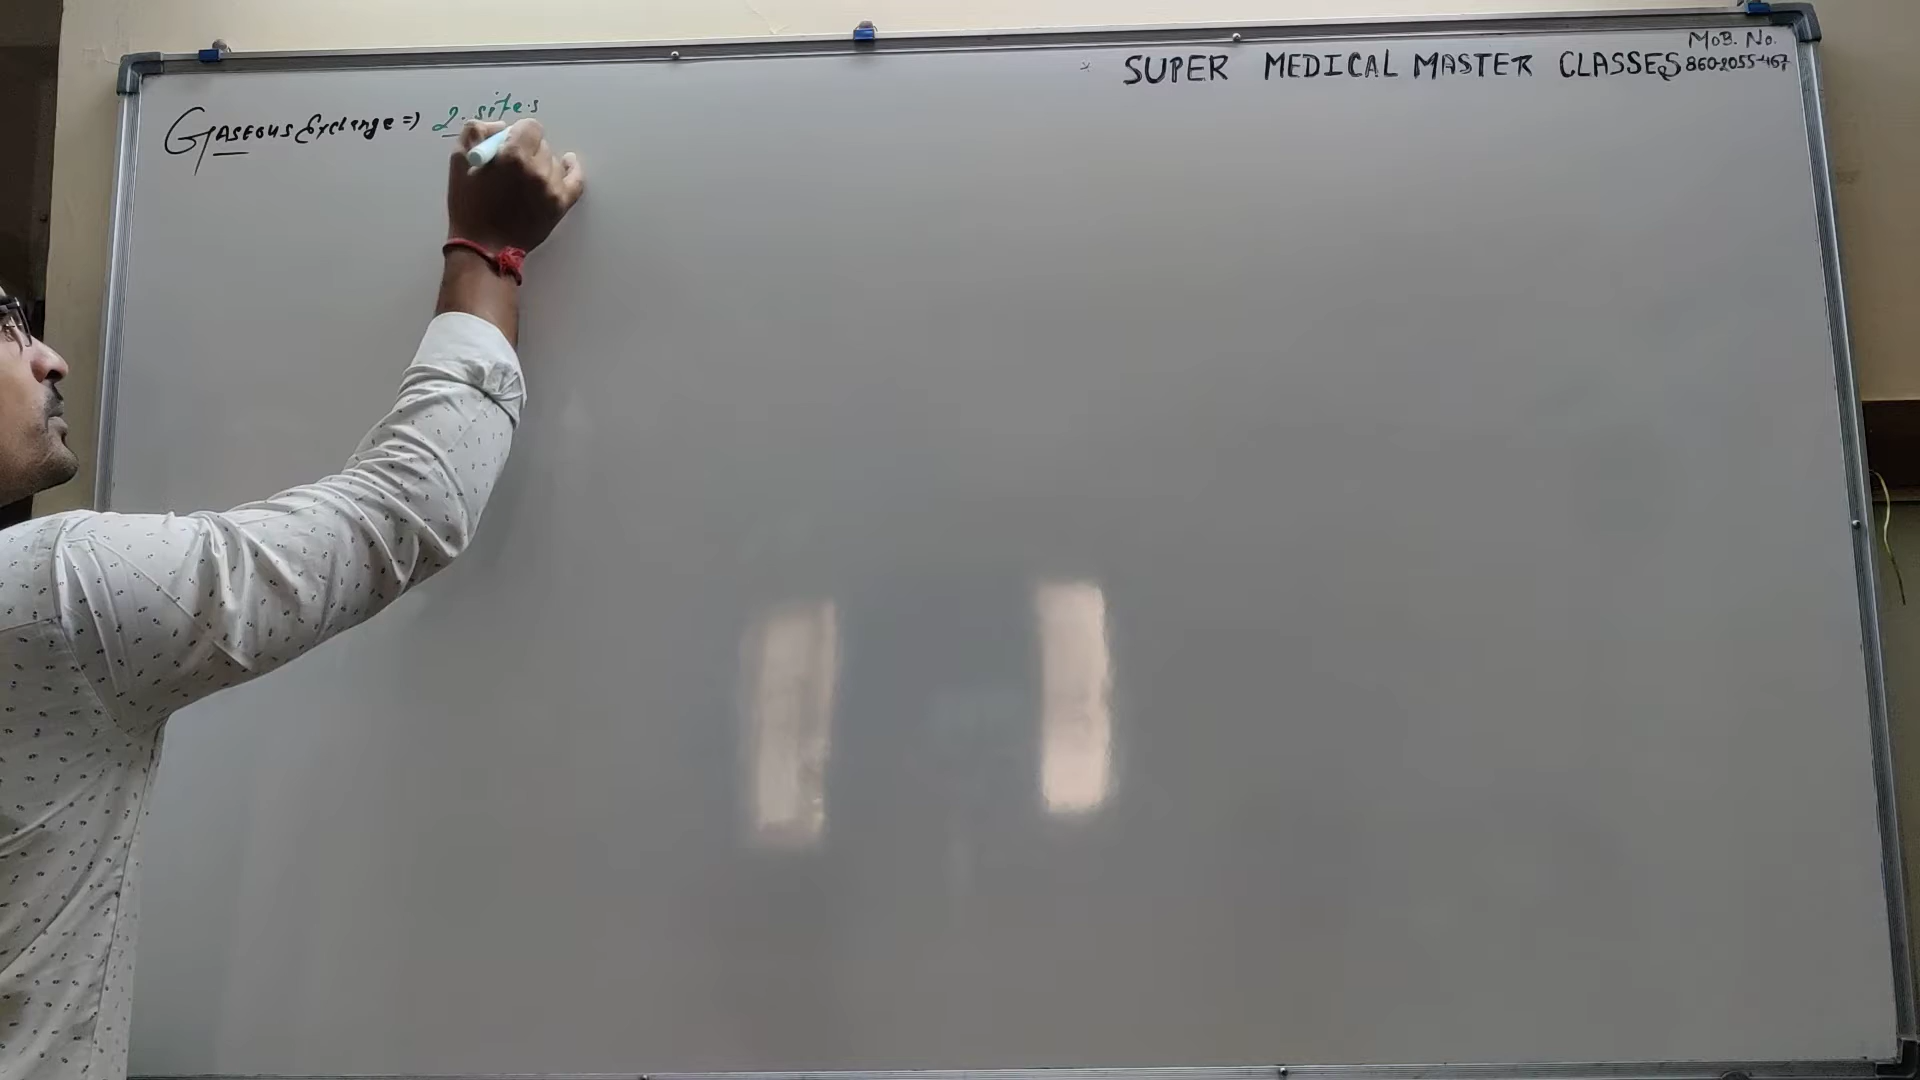 MOB. No.
SUPER MEDICAL MASTER CLASSES 860-2055-467
GASEOUS Exchange => 2. sites